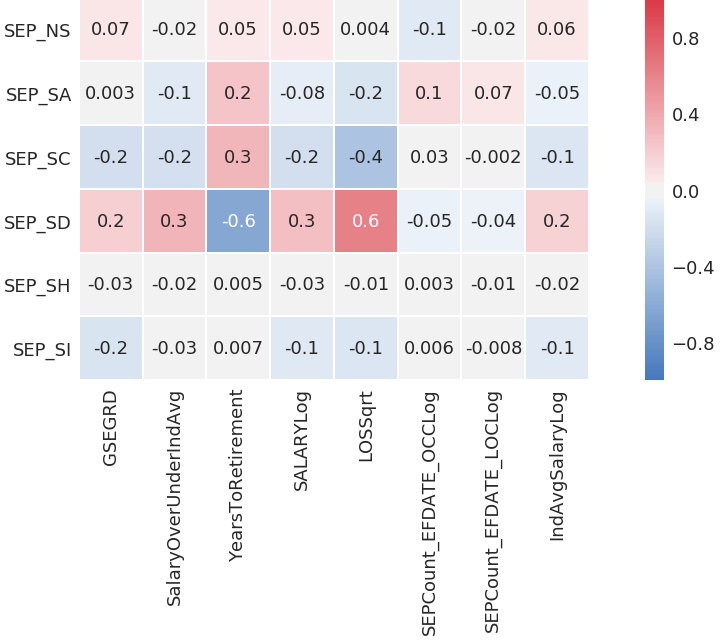 SEP_NS 0.07 -0.02 0.05 0.05 0.004 -0.1 -0.02 0.06
SEP_SA 0.003 -0.1 0.2 -0.08 -0.2 0.1 0.07 -0.05
SEP_SC -0.2 -0.2 0.3 -0.2 -0.4 0.03 -0.002 -0.1
SEP_SD 0.2 0.3 -0.6 0.3 0.6 -0.05 -0.04 0.2
SEP_SH -0.03 -0.02 0.005 -0.03 -0.01 0.003 -0.01 -0.02
SEP_SI -0.2 -0.03 0.007 -0.1 -0.1 0.006 -0.008 -0.1
GSEGRD
SalaryOverUnderIndAvg
YearsToRetirement
SALARYLog
LOSSqrt
SEPCount_EFDATE_OCCLog
SEPCount_EFDATE_LOCLog
IndAvgSalaryLog
0.8
0.4
0.0
−0.4
−0.8